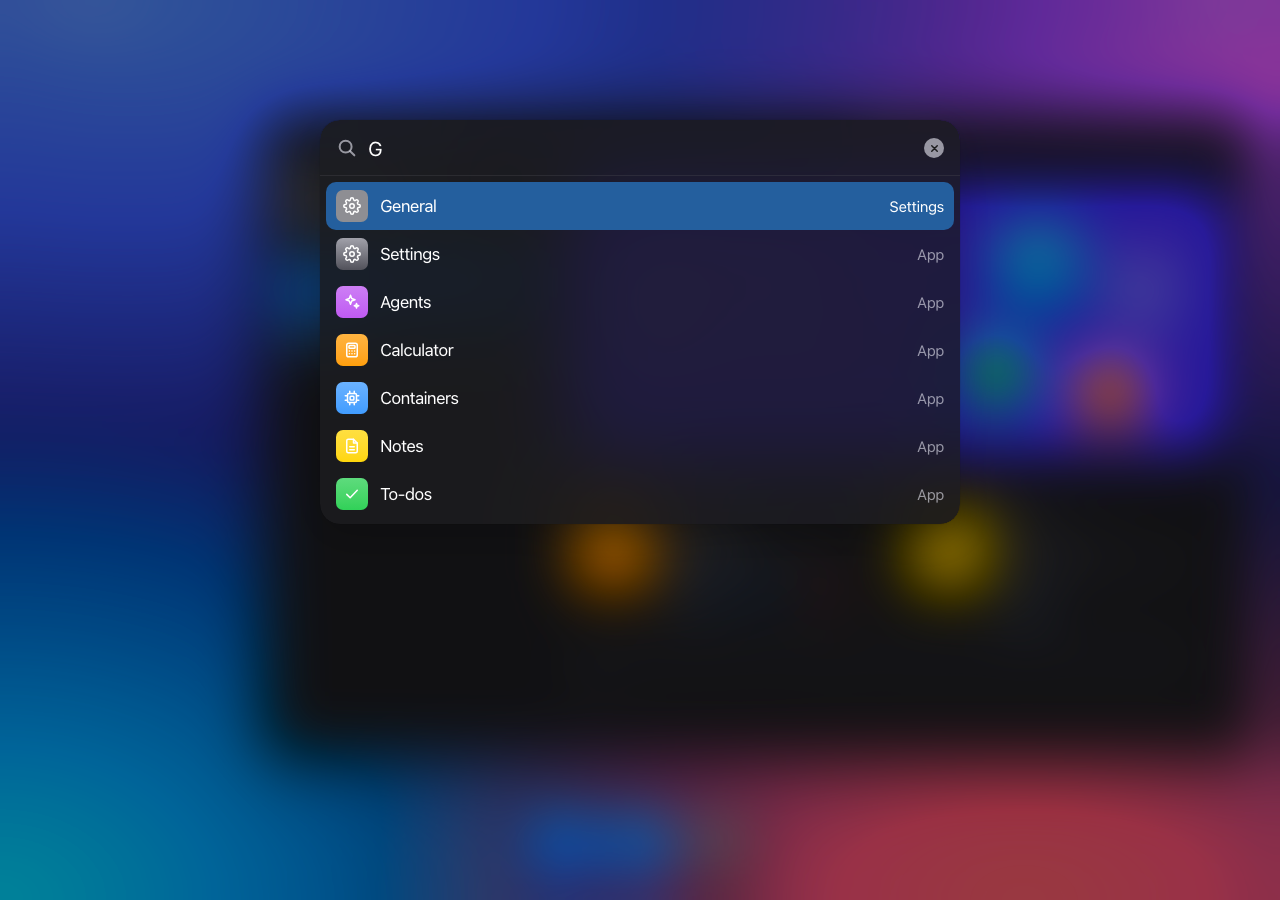 G
General Settings
Settings App
Agents App
Calculator App
Containers App
Notes App
To-dos App